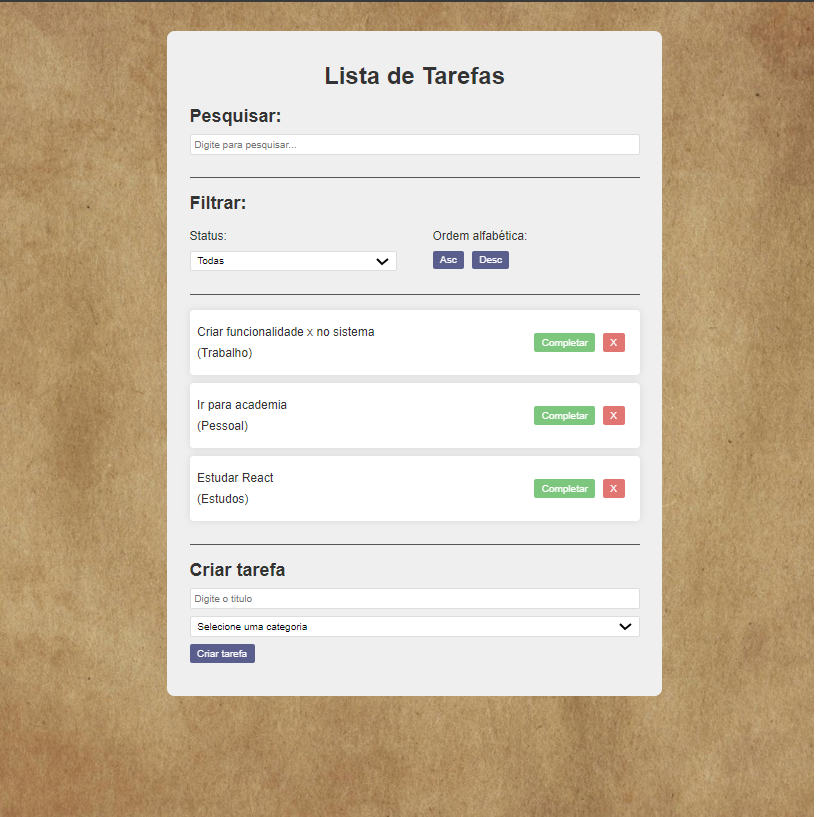 Lista de Tarefas
Pesquisar:
Digite para pesquisar...
Filtrar:
Status:
Todas
Ordem alfabética:
Asc Desc
Criar funcionalidade x no sistema
(Trabalho)
Completar X
Ir para academia
(Pessoal)
Completar X
Estudar React
(Estudos)
Completar X
Criar tarefa
Digite o titulo
Selecione uma categoria
Criar tarefa